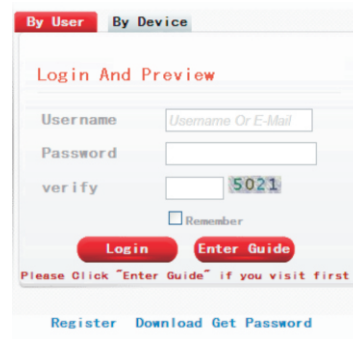 By User By Device
Login And Preview
Username Username Or E-Mail
Password
verify 5021
Remember
Login Enter Guide
Please Click "Enter Guide" if you visit first
Register Download Get Password